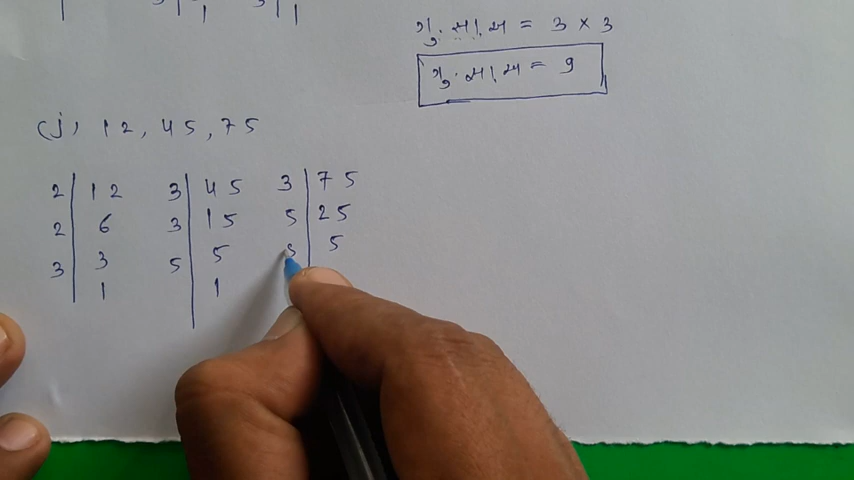 ગુ. સા. અ = 3 × 3
ગુ. સા. અ = 9
(j) 12, 45, 75
2 | 12 3 | 45 3 | 75
2 | 6 3 | 15 5 | 25
3 | 3 5 | 5 5 | 5
1 1